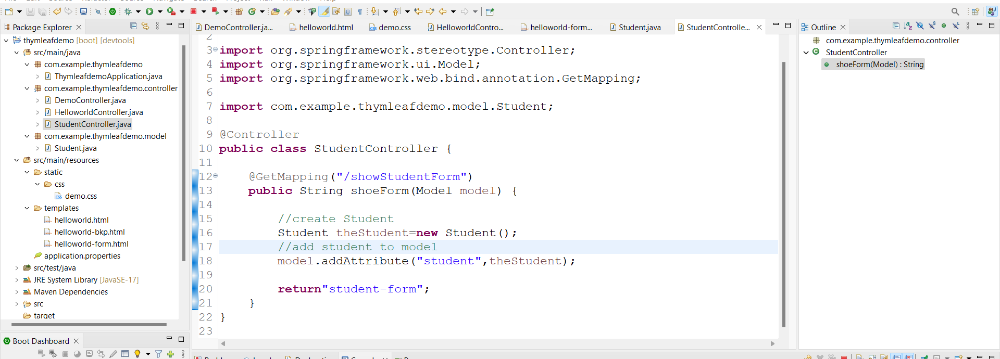 Package Explorer
thymleafdemo [boot] [devtools]
src/main/java
com.example.thymleafdemo
ThymleafdemoApplication.java
com.example.thymleafdemo.controller
DemoController.java
HelloworldController.java
StudentController.java
com.example.thymleafdemo.model
Student.java
src/main/resources
static
css
demo.css
templates
helloworld.html
helloworld-bkp.html
helloworld-form.html
application.properties
src/test/java
JRE System Library [JavaSE-17]
Maven Dependencies
src
target
Boot Dashboard
DemoController.ja...
helloworld.html
demo.css
HelloworldContro...
helloworld-form...
Student.java
StudentControlle...
2
3 import org.springframework.stereotype.Controller;
4 import org.springframework.ui.Model;
5 import org.springframework.web.bind.annotation.GetMapping;
6
7 import com.example.thymleafdemo.model.Student;
8
9 @Controller
10 public class StudentController {
11
12 @GetMapping("/showStudentForm")
13 public String shoeForm(Model model) {
14
15 //create Student
16 Student theStudent=new Student();
17 //add student to model
18 model.addAttribute("student",theStudent);
19
20 return"student-form";
21 }
22 }
23
Outline
com.example.thymleafdemo.controller
StudentController
shoeForm(Model) : String